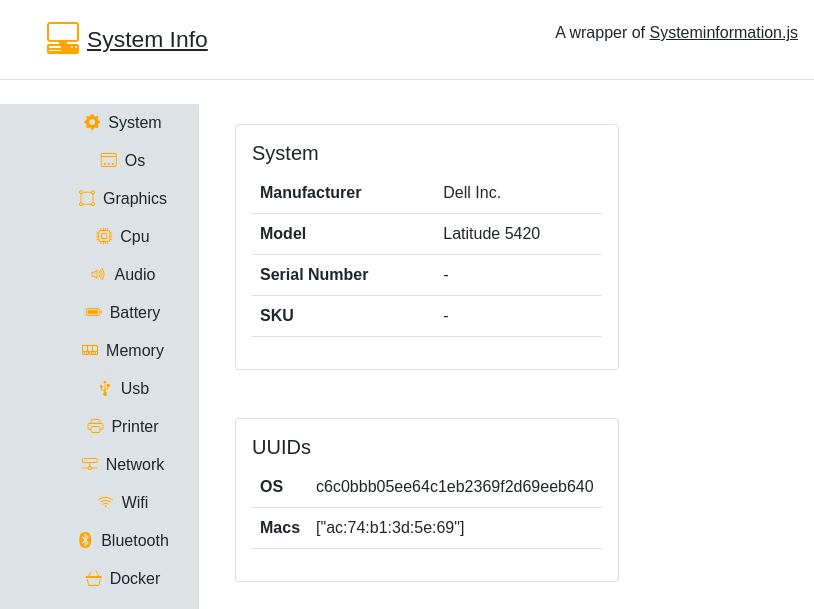 System Info
A wrapper of Systeminformation.js
System
Os
Graphics
Cpu
Audio
Battery
Memory
Usb
Printer
Network
Wifi
Bluetooth
Docker
System
Manufacturer Dell Inc.
Model Latitude 5420
Serial Number -
SKU -
UUIDs
OS c6c0bbb05ee64c1eb2369f2d69eeb640
Macs ["ac:74:b1:3d:5e:69"]